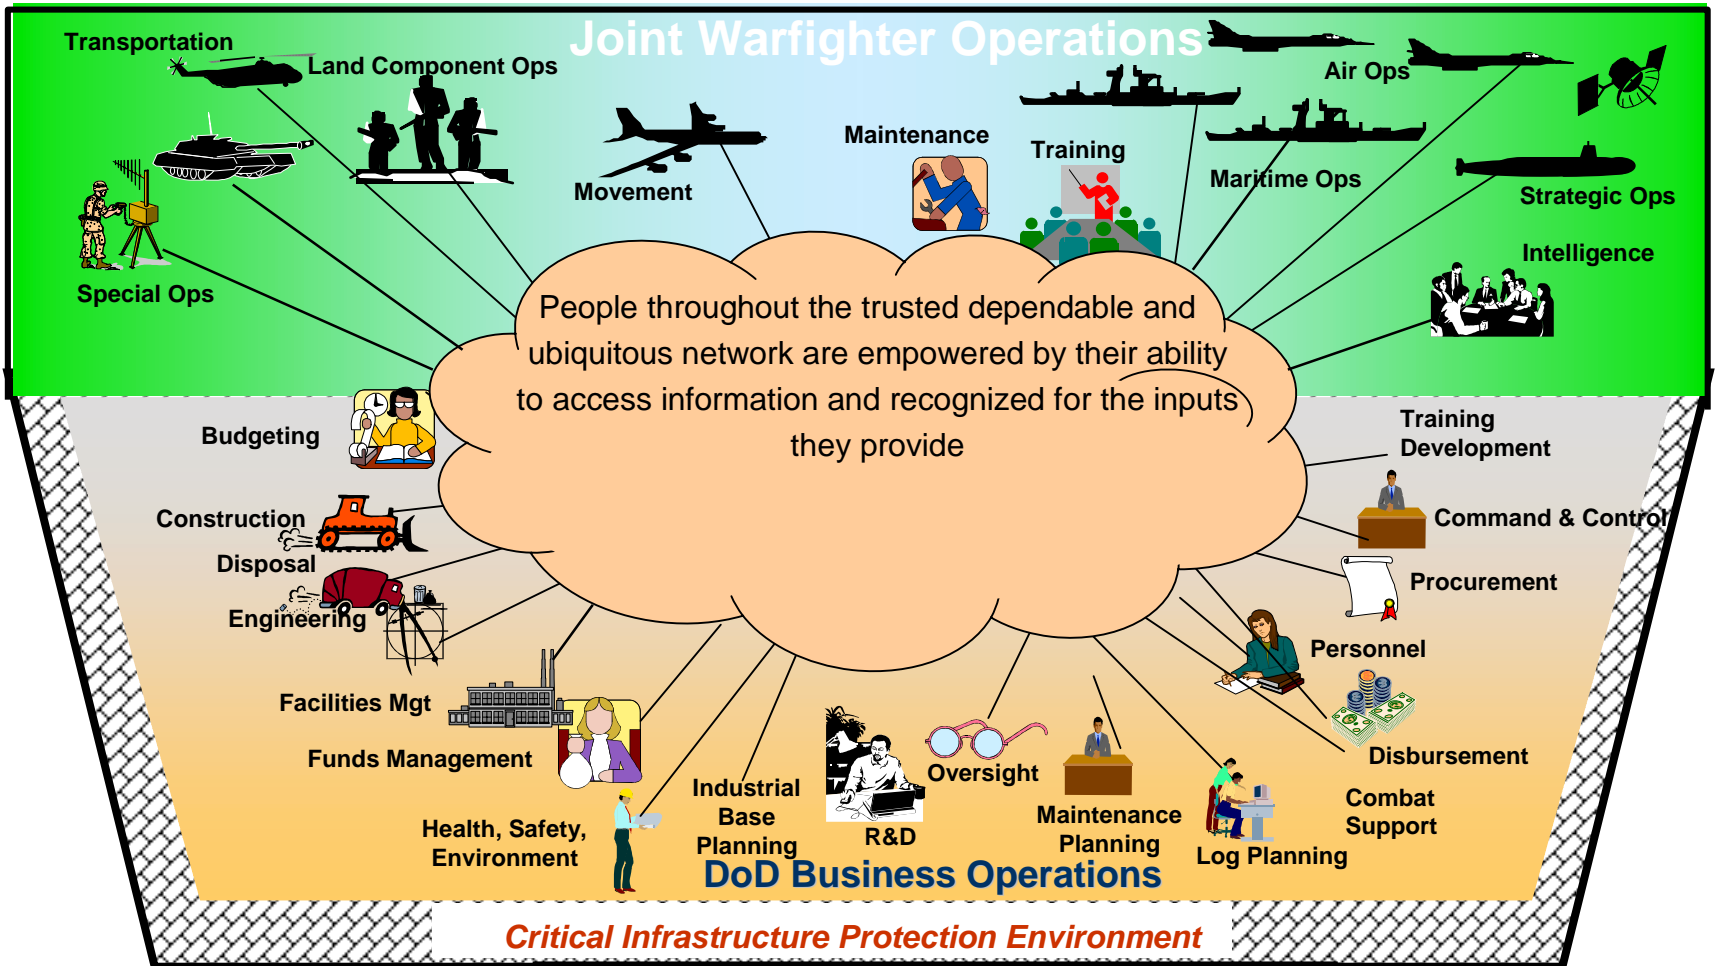 Joint Warfighter Operations
Transportation
Land Component Ops
Air Ops
Movement
Maintenance
Training
Maritime Ops
Strategic Ops
Intelligence
Special Ops
People throughout the trusted dependable and
ubiquitous network are empowered by their ability
to access information and recognized for the inputs
they provide
Budgeting
Construction
Disposal
Engineering
Facilities Mgt
Funds Management
Health, Safety,
Environment
Industrial
Base
Planning
R&D
Oversight
Maintenance
Planning
Log Planning
Training
Development
Command & Control
Procurement
Personnel
Disbursement
Combat
Support
DoD Business Operations
Critical Infrastructure Protection Environment